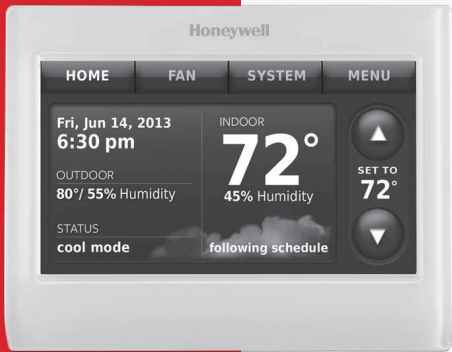 Honeywell
HOME FAN SYSTEM MENU
Fri, Jun 14, 2013
6:30 pm
OUTDOOR
80°/ 55% Humidity
STATUS
cool mode
INDOOR
72°
45% Humidity
following schedule
SET TO
72°